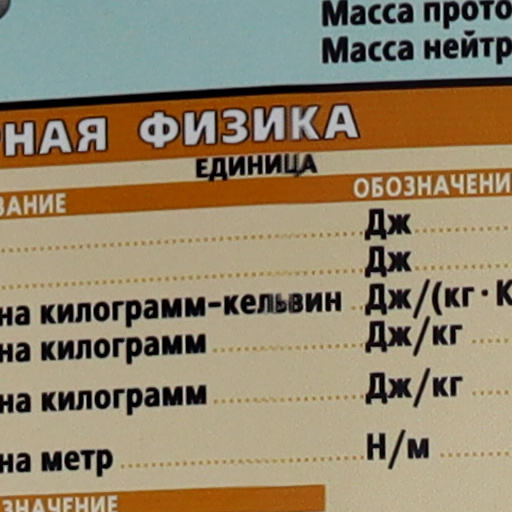 Масса прото
Масса нейтр
НАЯ ФИЗИКА
ЕДИНИЦА
ВАНИЕ ОБОЗНАЧЕНИ
Дж
Дж
на килограмм-кельвин Дж/(кг·К
на килограмм Дж/кг
на килограмм Дж/кг
на метр Н/м
ЗНАЧЕНИЕ